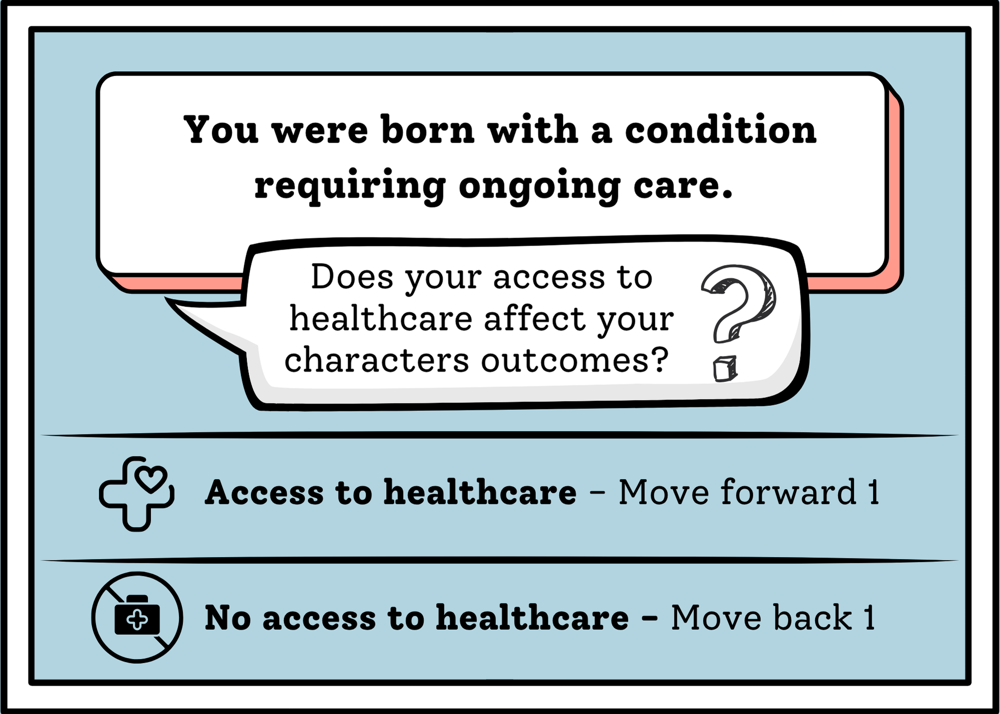 You were born with a condition
requiring ongoing care.
Does your access to
healthcare affect your
characters outcomes?
Access to healthcare - Move forward 1
No access to healthcare - Move back 1